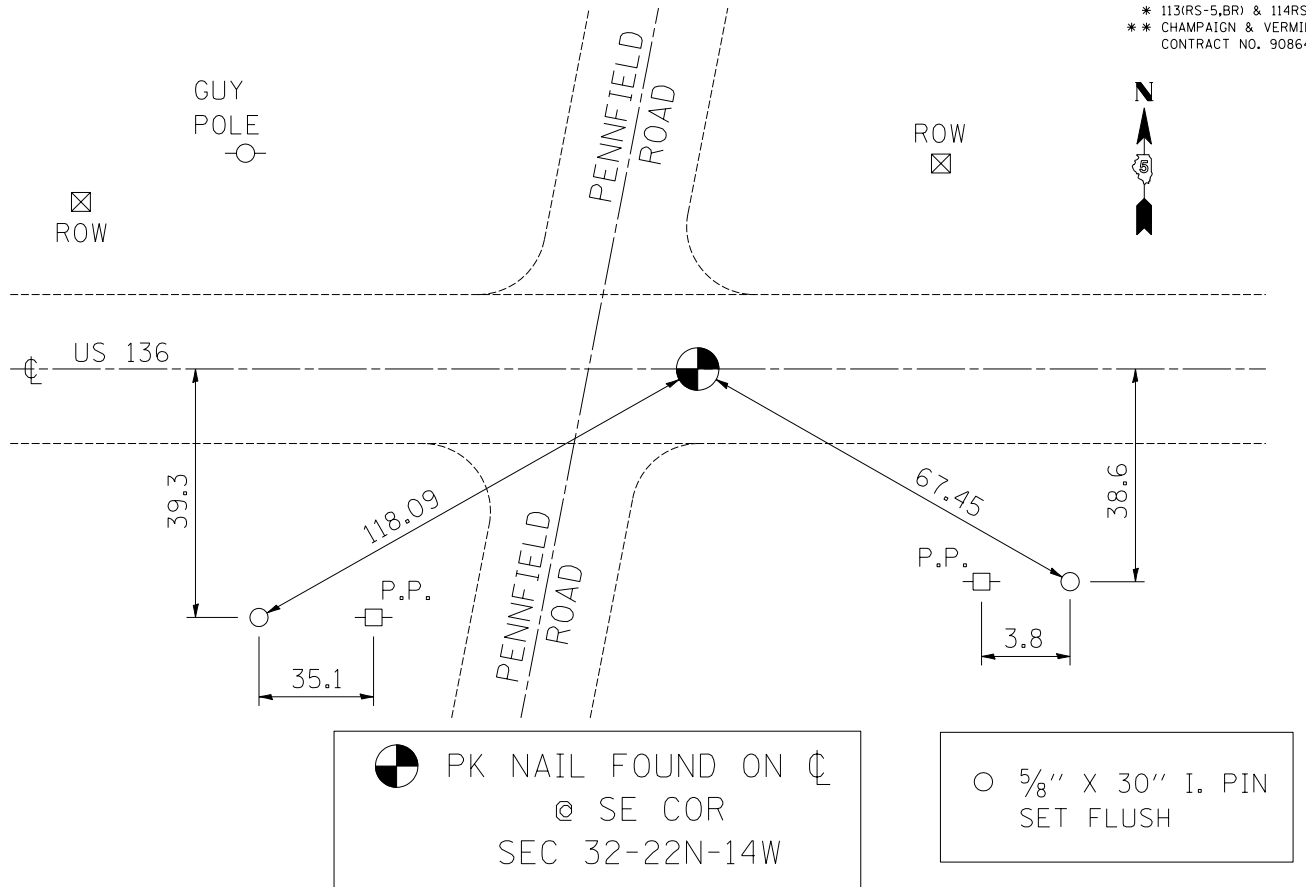 * 113(RS-5,BR) & 114RS
** CHAMPAIGN & VERMI
CONTRACT NO. 9086
GUY
POLE
ROW
ROW
N
5
PENNFIELD
ROAD
℄ US 136
39.3
118.09
67.45
38.6
P.P.
P.P.
35.1
3.8
PENNFIELD
ROAD
PK NAIL FOUND ON ℄
@ SE COR
SEC 32-22N-14W
5/8" X 30" I. PIN
SET FLUSH